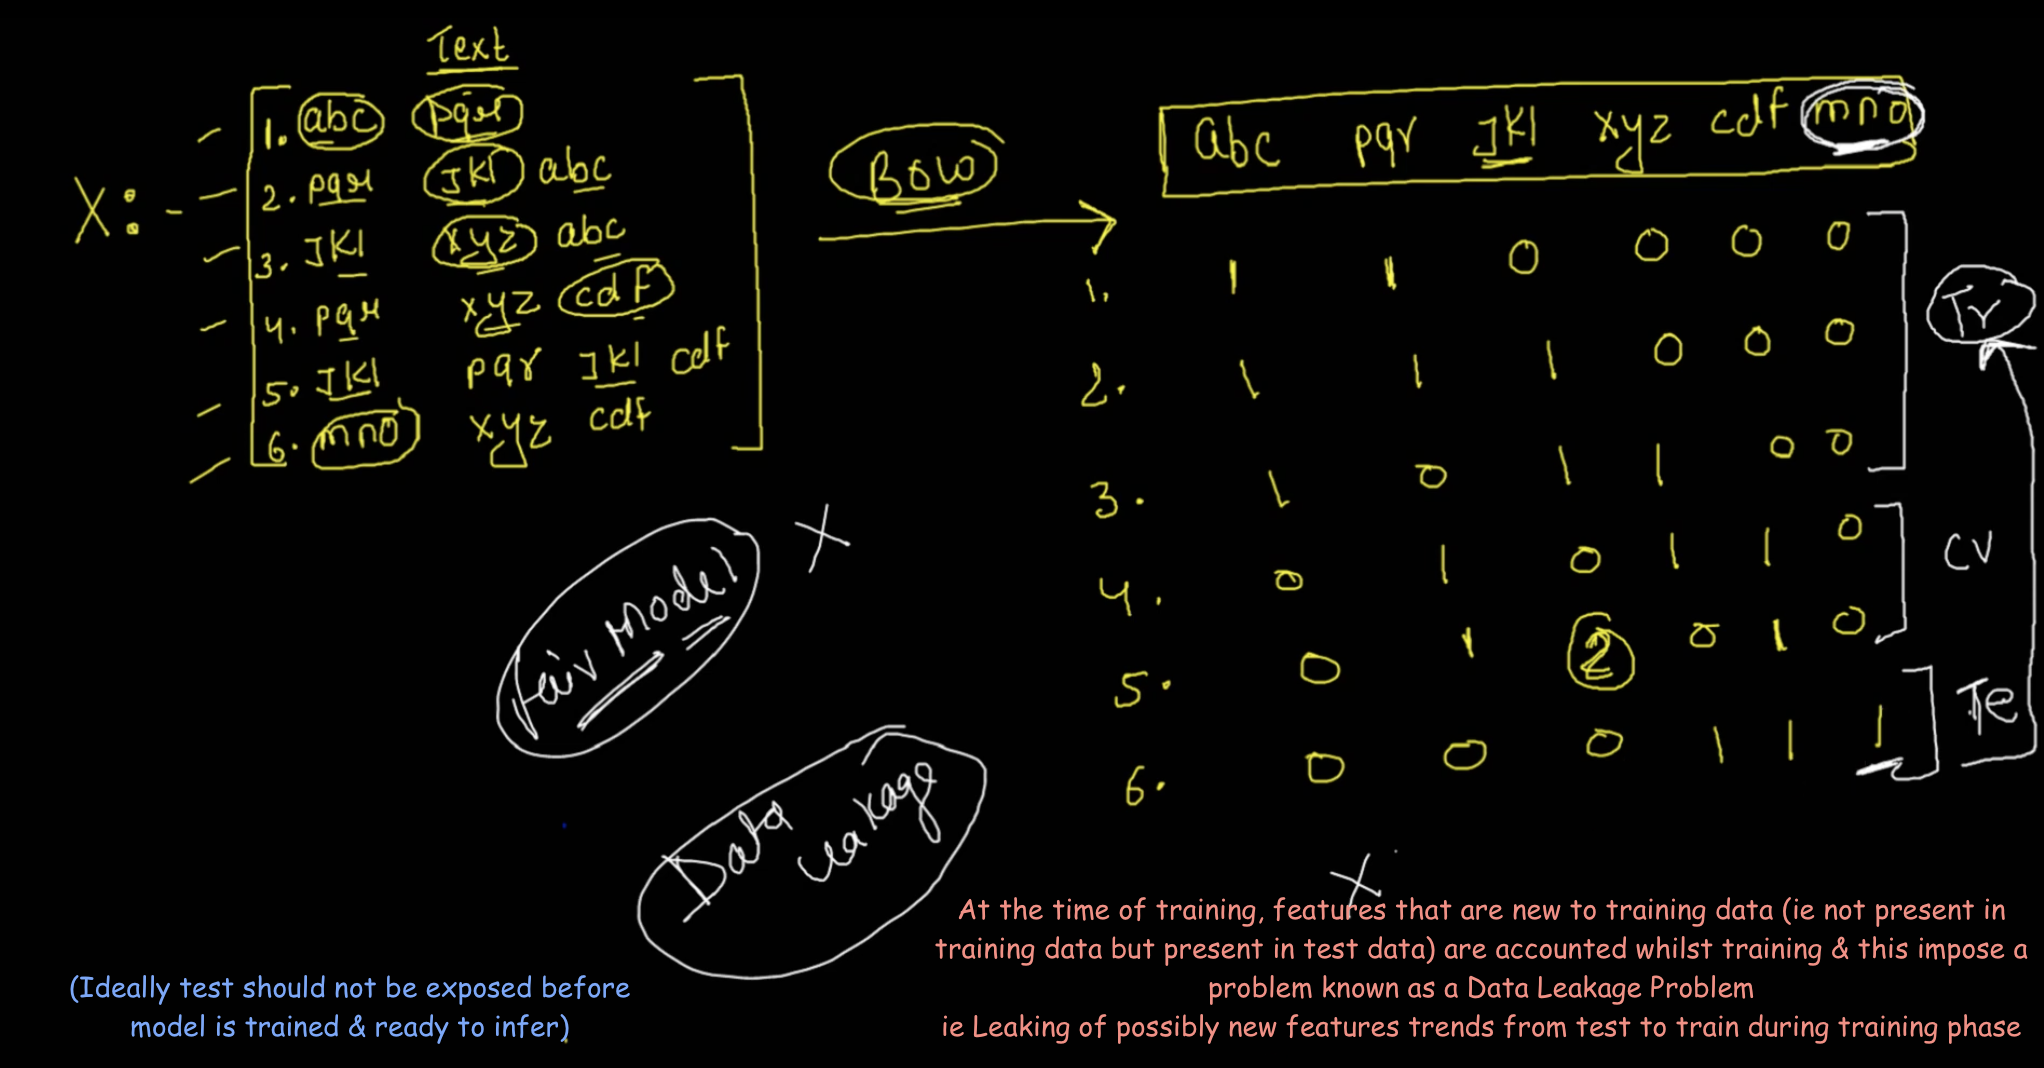 Text
X:-
1. abc pqr
2. pqr JKl abc
3. JKl xyz abc
4. pqr xyz cdf
5. JKl pqr JKl cdf
6. mno xyz cdf
BOW
abc pqr JKl xyz cdf mno
1. 1 1 0 0 0 0
2. 1 1 1 0 0 0
3. 1 0 1 1 0 0
Tr
4. 0 1 0 1 1 0
5. 0 1 2 0 1 0
CV
6. 0 0 0 1 1 1
Te
Fair Model X
Data Leakage
X
At the time of training, features that are new to training data (ie not present in
training data but present in test data) are accounted whilst training & this impose a
problem known as a Data Leakage Problem
ie Leaking of possibly new features trends from test to train during training phase
(Ideally test should not be exposed before
model is trained & ready to infer)